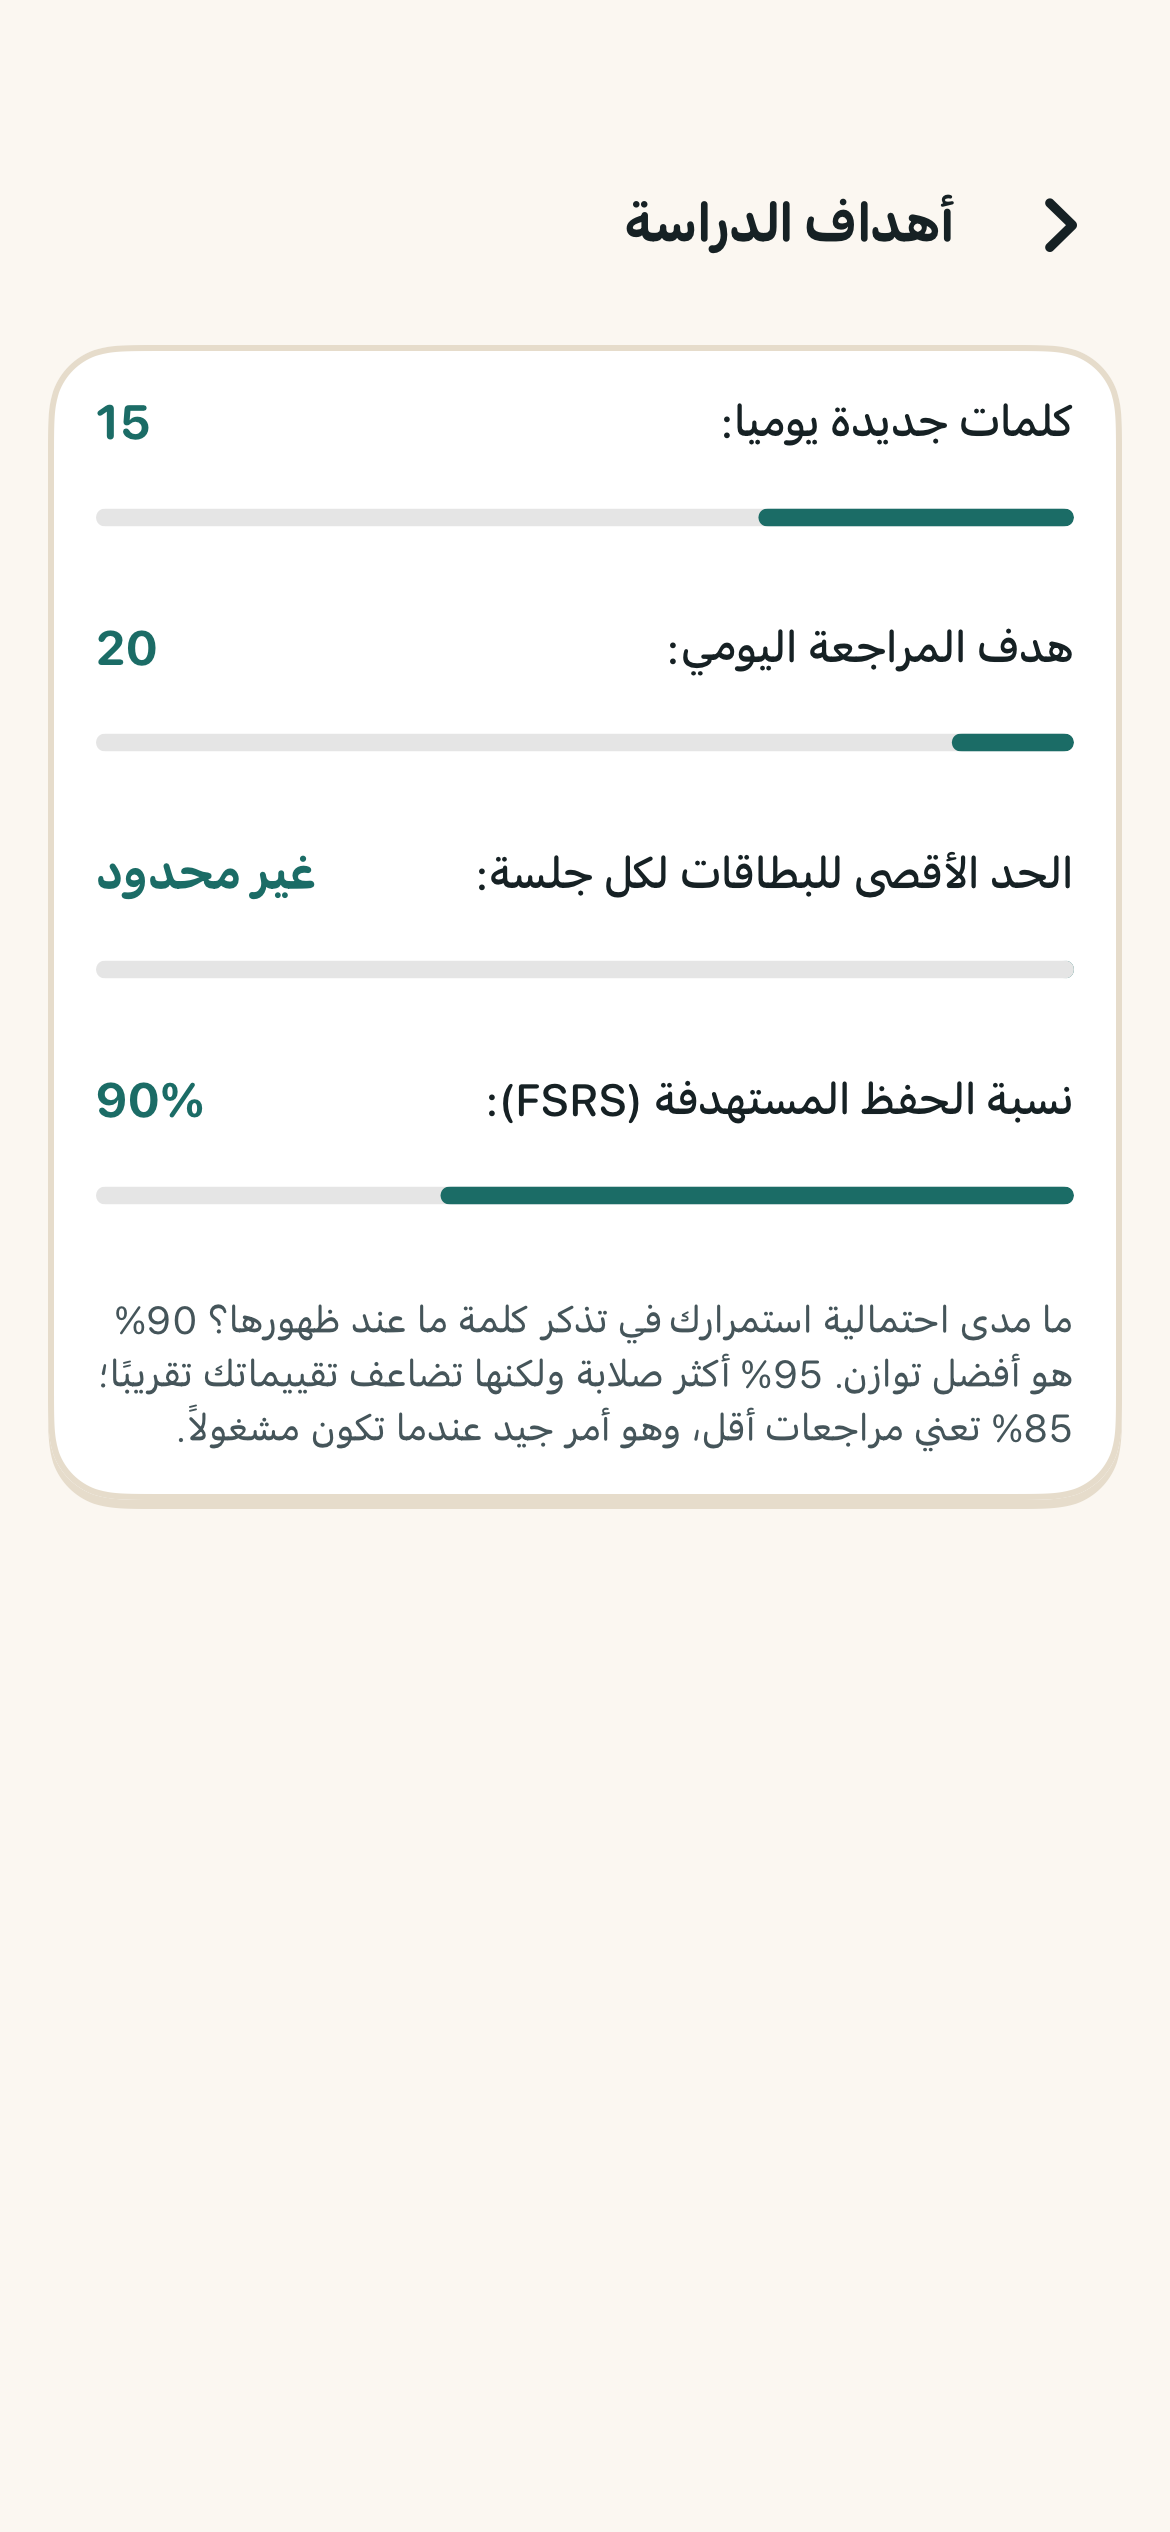 أهداف الدراسة
كلمات جديدة يوميا:
15
هدف المراجعة اليومي:
20
الحد الأقصى للبطاقات لكل جلسة:
غير محدود
نسبة الحفظ المستهدفة (FSRS):
90%
ما مدى احتمالية استمرارك في تذكر كلمة ما عند ظهورها؟ 90%
هو أفضل توازن. 95% أكثر صلابة ولكنها تضاعف تقييماتك تقريبًا؛
85% تعني مراجعات أقل، وهو أمر جيد عندما تكون مشغولاً.